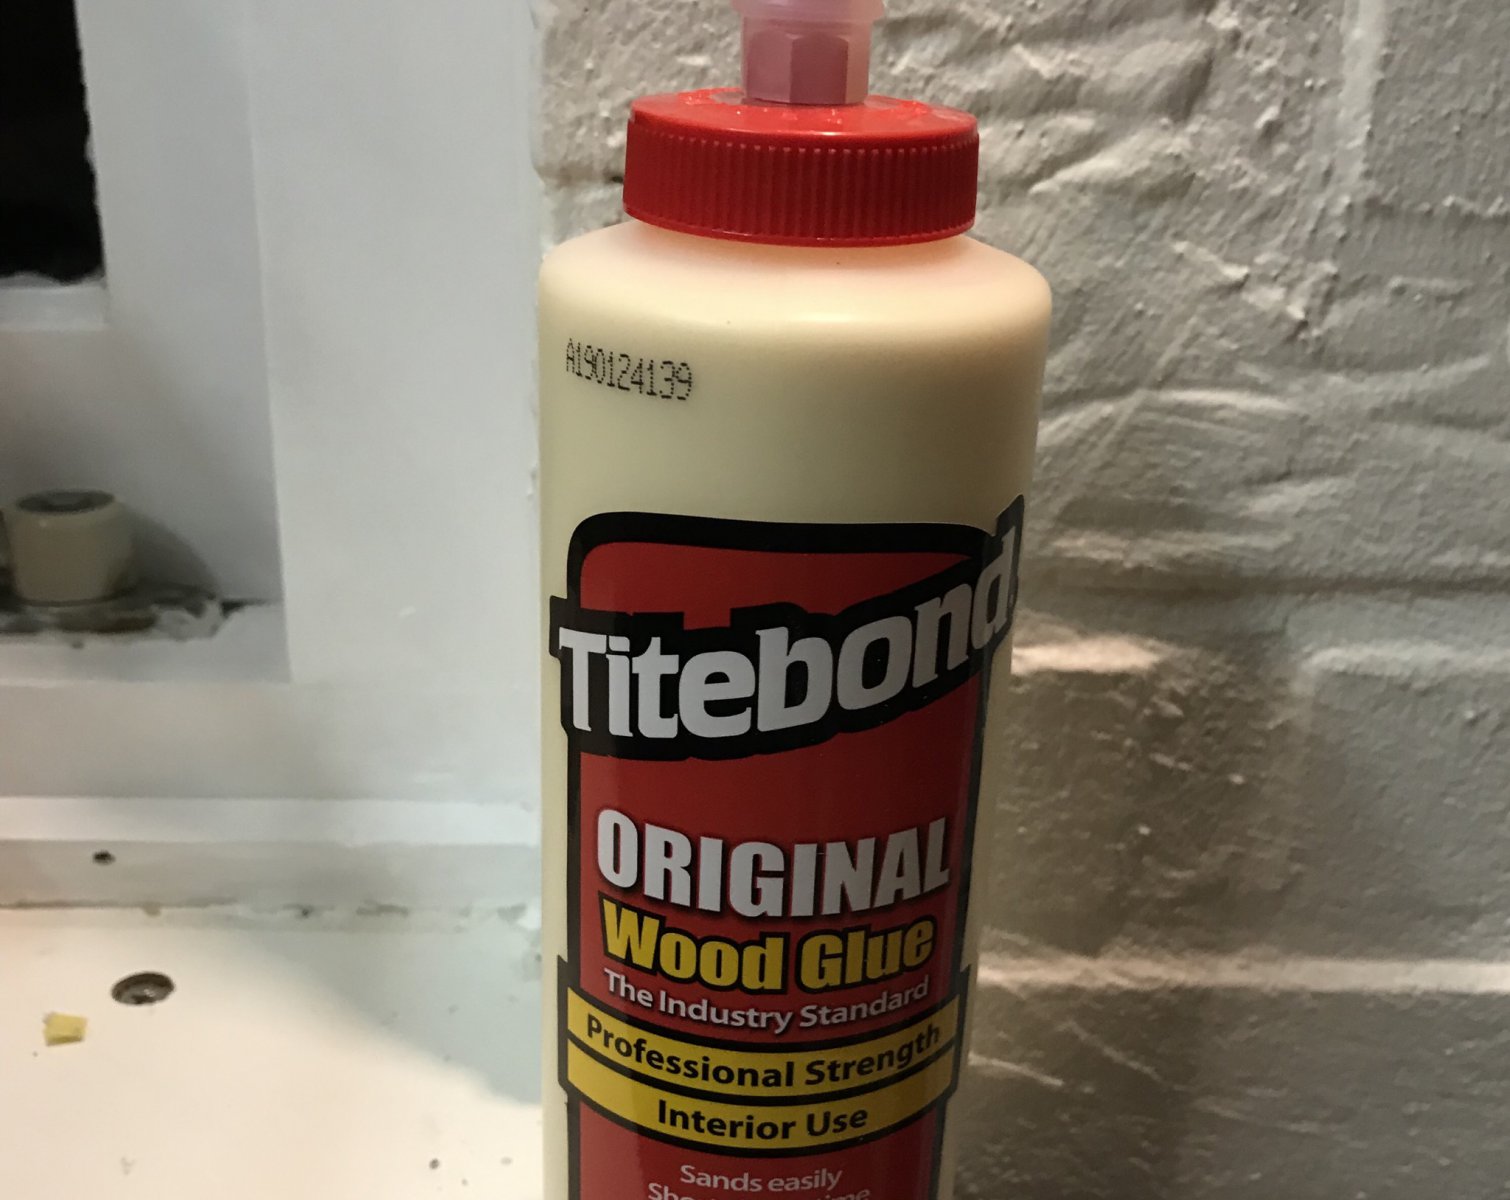 A190124139
Titebond
ORIGINAL
Wood Glue
The Industry Standard
Professional Strength
Interior Use
Sands easily